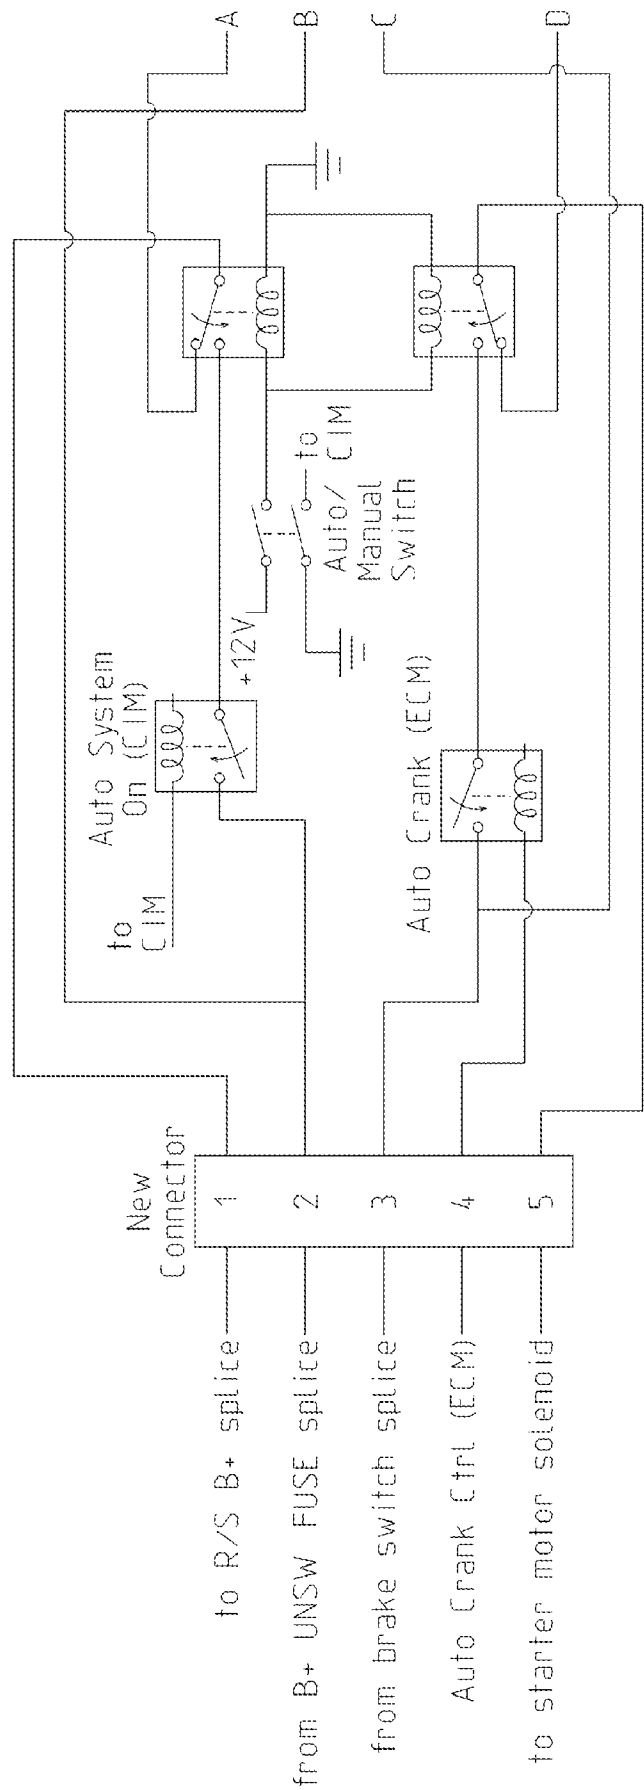 to R/S B+ splice
from B+ UNSW FUSE splice
from brake switch splice
Auto Crank Ctrl (ECM)
to starter motor solenoid
New
Connector
1
2
3
4
5
to
CIM
Auto System
On (CIM)
+12V
Auto Crank (ECM)
Auto/
Manual
Switch
to
CIM
A
B
C
D